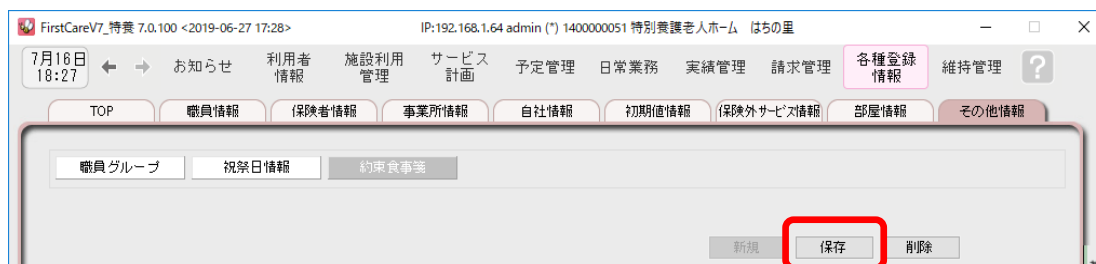 FirstCareV7_特養 7.0.100 <2019-06-27 17:28> IP:192.168.1.64 admin (*) 1400000051 特別養護老人ホーム はちの里
7月16日
18:27
お知らせ
利用者
情報
施設利用
管理
サービス
計画
予定管理
日常業務
実績管理
請求管理
各種登録
情報
維持管理
?
TOP 職員情報 保険者情報 事業所情報 自社情報 初期値情報 保険外サービス情報 部屋情報 その他情報
職員グループ 祝祭日情報 約束食事箋
新規 保存 削除